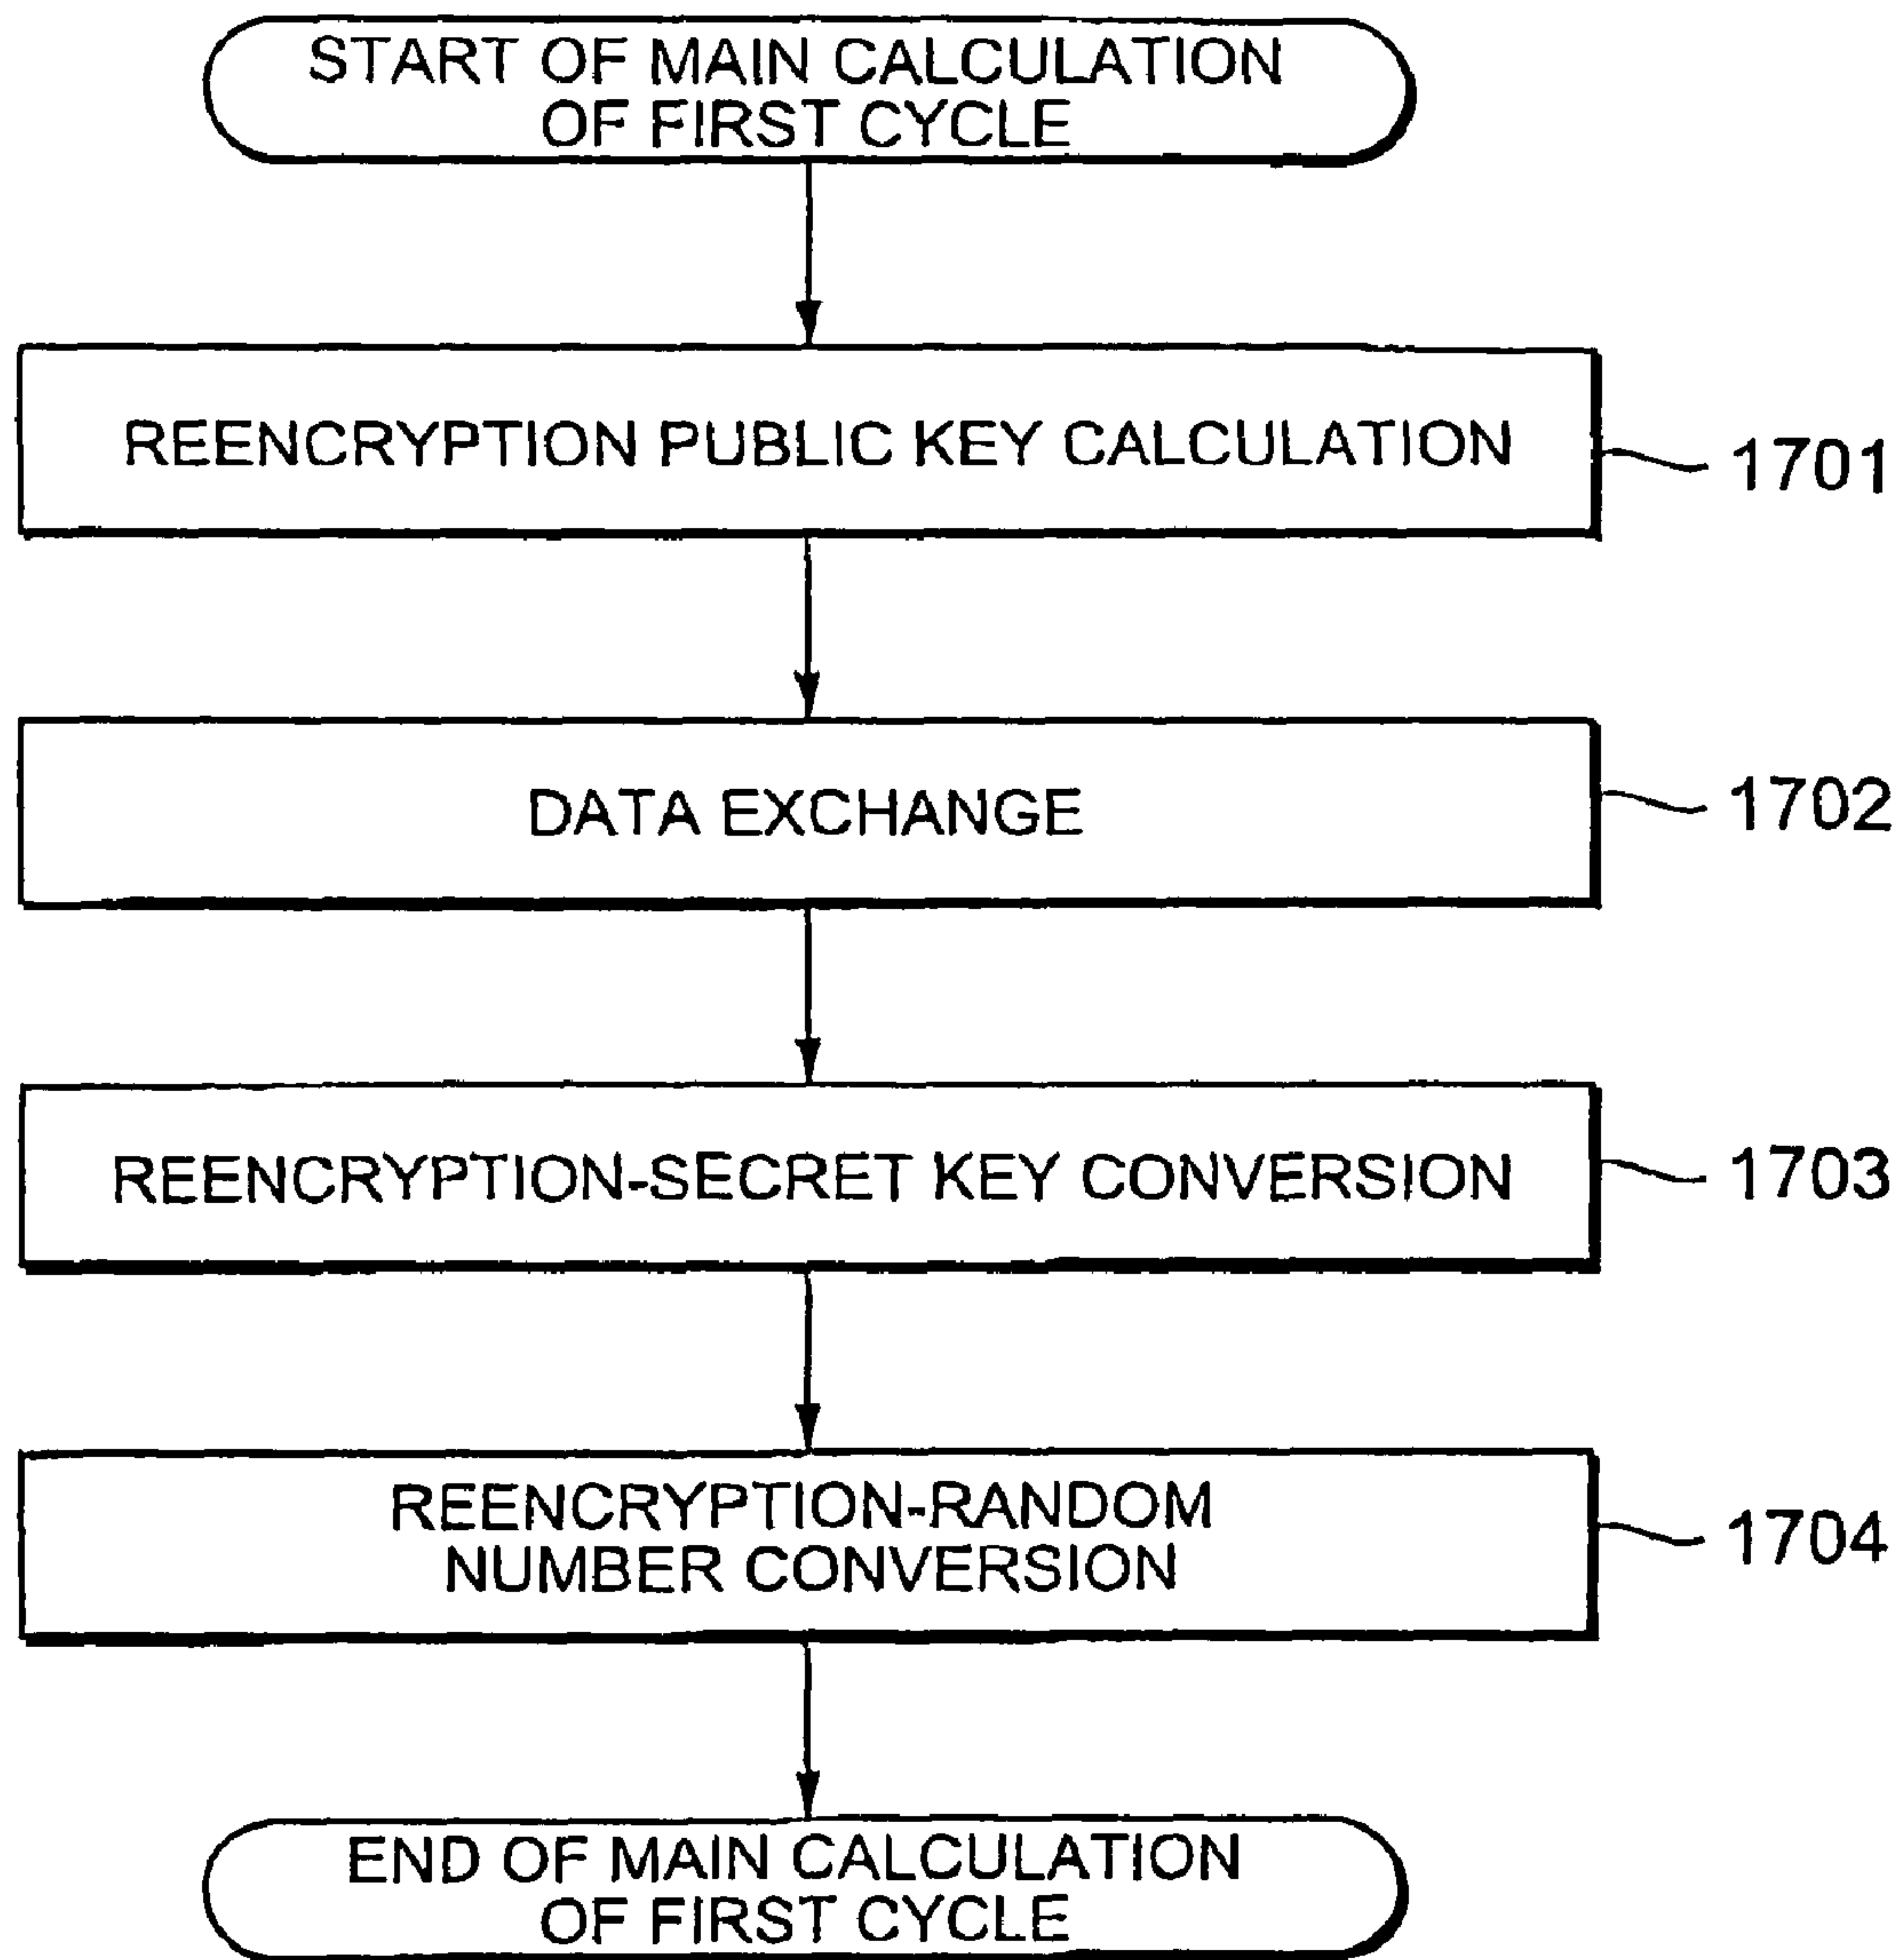 START OF MAIN CALCULATION
OF FIRST CYCLE
REENCRYPTION PUBLIC KEY CALCULATION
1701
DATA EXCHANGE
1702
REENCRYPTION-SECRET KEY CONVERSION
1703
REENCRYPTION-RANDOM
NUMBER CONVERSION
1704
END OF MAIN CALCULATION
OF FIRST CYCLE